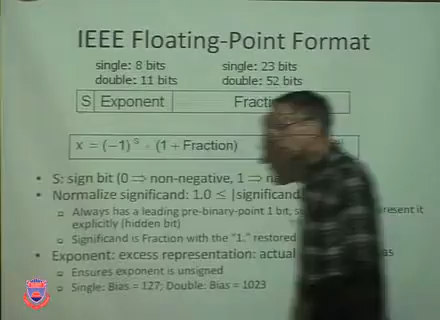 IEEE Floating-Point Format
single: 8 bits single: 23 bits
double: 11 bits double: 52 bits
S Exponent
x = (−1)^S · (1 + Fraction)
• S: sign bit (0 ⇒ non-negative, 1 ⇒
• Normalize significand: 1.0 ≤ |significand|
Always has a leading pre-binary-point 1 bit,
explicitly (hidden bit)
Significand is Fraction with the "1." restored
• Exponent: excess representation: actual
Ensures exponent is unsigned
Single: Bias = 127; Double: Bias = 1023